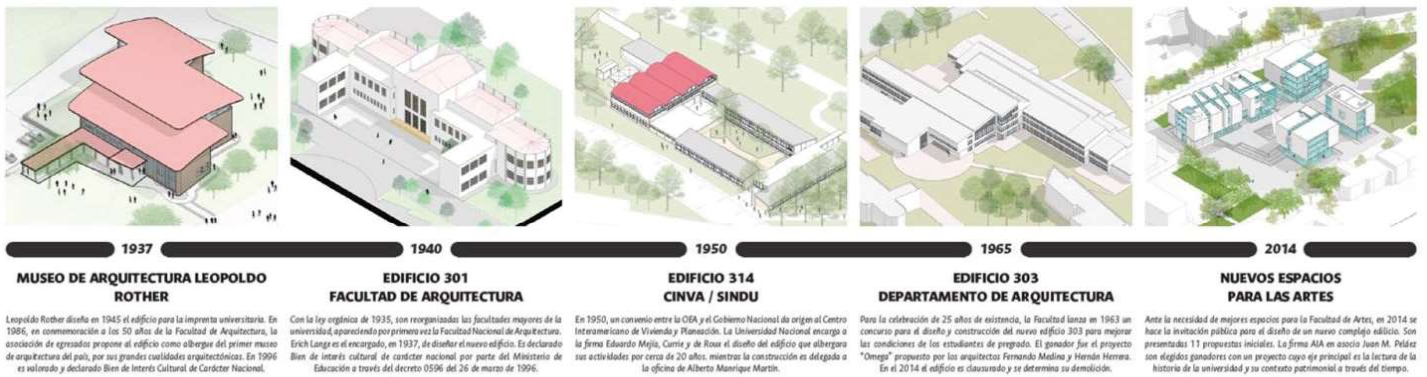 1937
MUSEO DE ARQUITECTURA LEOPOLDO
ROTHER
Leopoldo Rother diseña en 1945 el edificio para la imprenta universitaria. En
1986, en conmemoración a los 50 años de la Facultad de Arquitectura, la
asociación de egresados propone al edificio como albergue del primer museo
de arquitectura del país, por sus grandes cualidades arquitectónicas. En 1996
es valorado y declarado Bien de Interés Cultural de Carácter Nacional.
1940
EDIFICIO 301
FACULTAD DE ARQUITECTURA
Con la ley orgánica de 1935, son reorganizadas las facultades mayores de la
universidad, apareciendo por primera vez la Facultad Nacional de Arquitectura.
Erich Lange es el encargado, en 1937, de diseñar el nuevo edificio. Es declarado
Bien de interés cultural de carácter nacional por parte del Ministerio de
Educación a través del decreto 0596 del 26 de marzo de 1996.
1950
EDIFICIO 314
CINVA / SINDU
En 1950, un convenio entre la OEA y el Gobierno Nacional da origen al Centro
Interamericano de Vivienda y Planeación. La Universidad Nacional encarga a
la firma Eduardo Mejía, Currie y de Roux el diseño del edificio que albergara
sus actividades por cerca de 20 años. mientras la construcción es delegada a
la oficina de Alberto Manrique Martin.
1965
EDIFICIO 303
DEPARTAMENTO DE ARQUITECTURA
Para la celebración de 25 años de existencia, la Facultad lanza en 1963 un
concurso para el diseño y construcción del nuevo edificio 303 para mejorar
las condiciones de los estudiantes de pregrado. El ganador fue el proyecto
"Omega" propuesto por los arquitectos Fernando Medina y Hernán Herrera.
En el 2014 el edificio es clausurado y se determina su demolición.
2014
NUEVOS ESPACIOS
PARA LAS ARTES
Ante la necesidad de mejores espacios para la Facultad de Artes, en 2014 se
hace la invitación pública para el diseño de un nuevo complejo edilicio. Son
presentadas 11 propuestas iniciales. La firma AIA en asocio Juan M. Peláez
son elegidos ganadores con un proyecto cuyo eje principal es la lectura de la
historia de la universidad y su contexto patrimonial a través del tiempo.